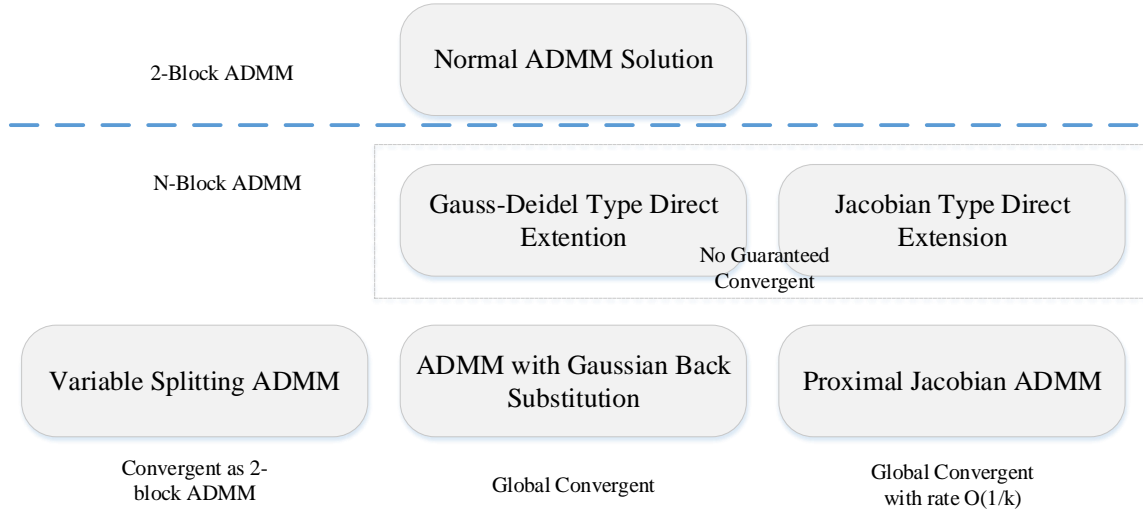 Normal ADMM Solution
2-Block ADMM
N-Block ADMM
Gauss-Deidel Type Direct
Extention
Jacobian Type Direct
Extension
No Guaranteed
Convergent
Variable Splitting ADMM
ADMM with Gaussian Back
Substitution
Proximal Jacobian ADMM
Convergent as 2-
block ADMM
Global Convergent
Global Convergent
with rate O(1/k)